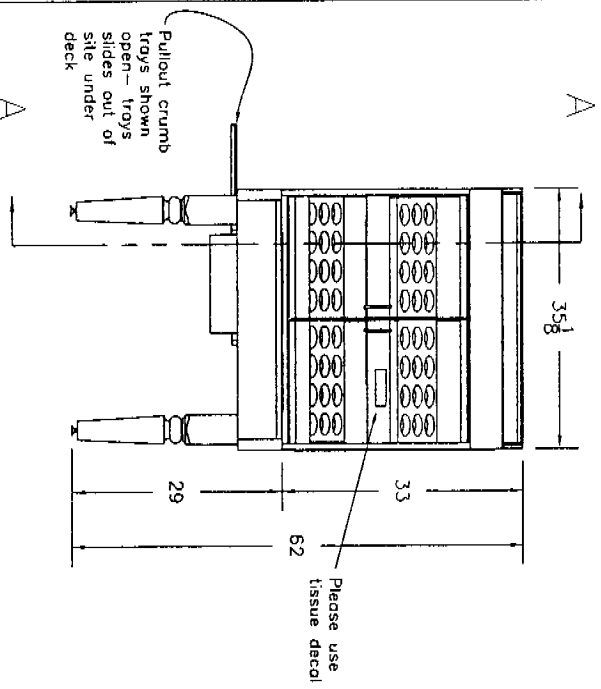 Pullout crumb
trays shown
open- trays
slides out of
site under
deck
A
A
35 1/8
33
29
62
Please use
tissue decal